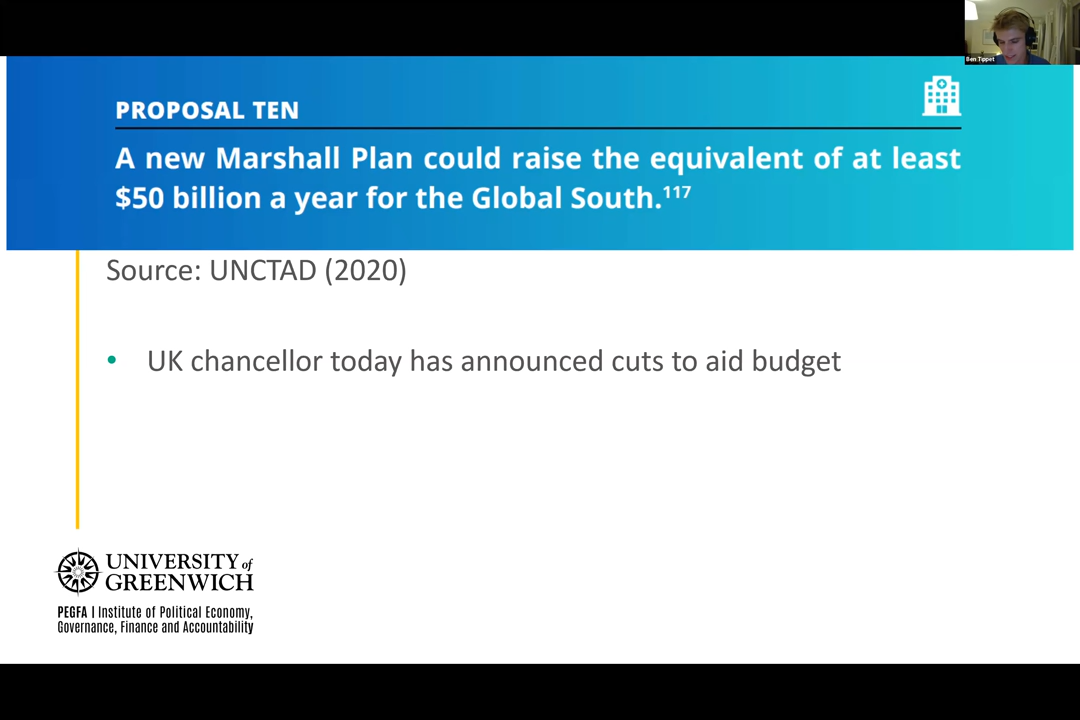 Ben Tippet
PROPOSAL TEN
A new Marshall Plan could raise the equivalent of at least
$50 billion a year for the Global South.¹¹⁷
Source: UNCTAD (2020)
• UK chancellor today has announced cuts to aid budget
UNIVERSITY of
GREENWICH
PEGFA | Institute of Political Economy,
Governance, Finance and Accountability